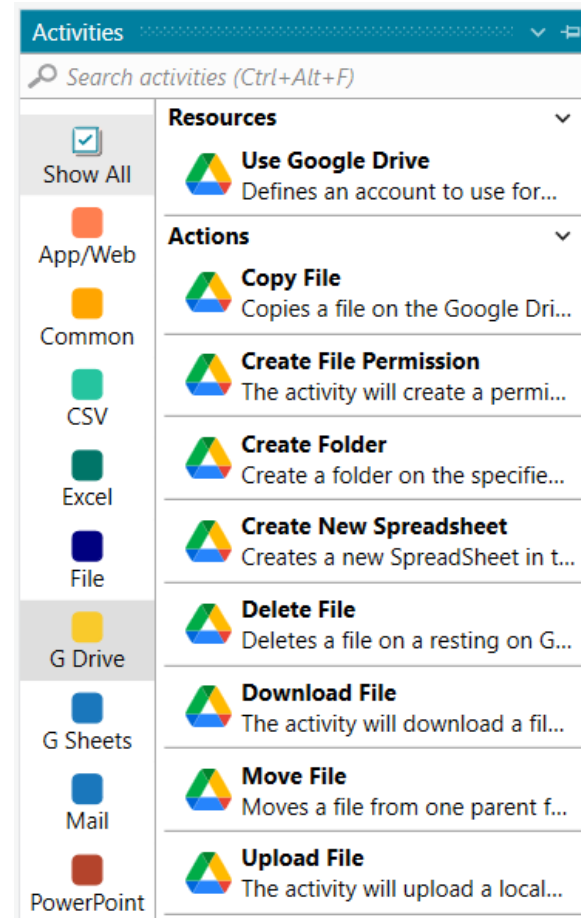 Activities
Search activities (Ctrl+Alt+F)
Show All
App/Web
Common
CSV
Excel
File
G Drive
G Sheets
Mail
PowerPoint
Resources
Use Google Drive
Defines an account to use for...
Actions
Copy File
Copies a file on the Google Dri...
Create File Permission
The activity will create a permi...
Create Folder
Create a folder on the specifie...
Create New Spreadsheet
Creates a new SpreadSheet in t...
Delete File
Deletes a file on a resting on G...
Download File
The activity will download a fil...
Move File
Moves a file from one parent f...
Upload File
The activity will upload a local...